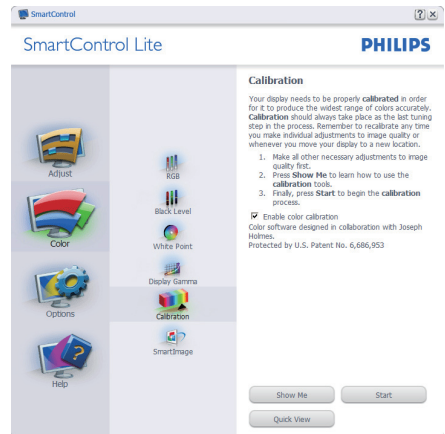 SmartControl
SmartControl Lite
PHILIPS
Adjust
Color
Options
Help
RGB
Black Level
White Point
Display Gamma
Calibration
SmartImage
Calibration
Your display needs to be properly calibrated in order
for it to produce the widest range of colors accurately.
Calibration should always take place as the last tuning
step in the process. Remember to recalibrate any time
you make individual adjustments to image quality or
whenever you move your display to a new location.
1. Make all other necessary adjustments to image
quality first.
2. Press Show Me to learn how to use the
calibration tools.
3. Finally, press Start to begin the calibration
process.
Enable color calibration
Color software designed in collaboration with Joseph
Holmes.
Protected by U.S. Patent No. 6,686,953
Show Me
Start
Quick View